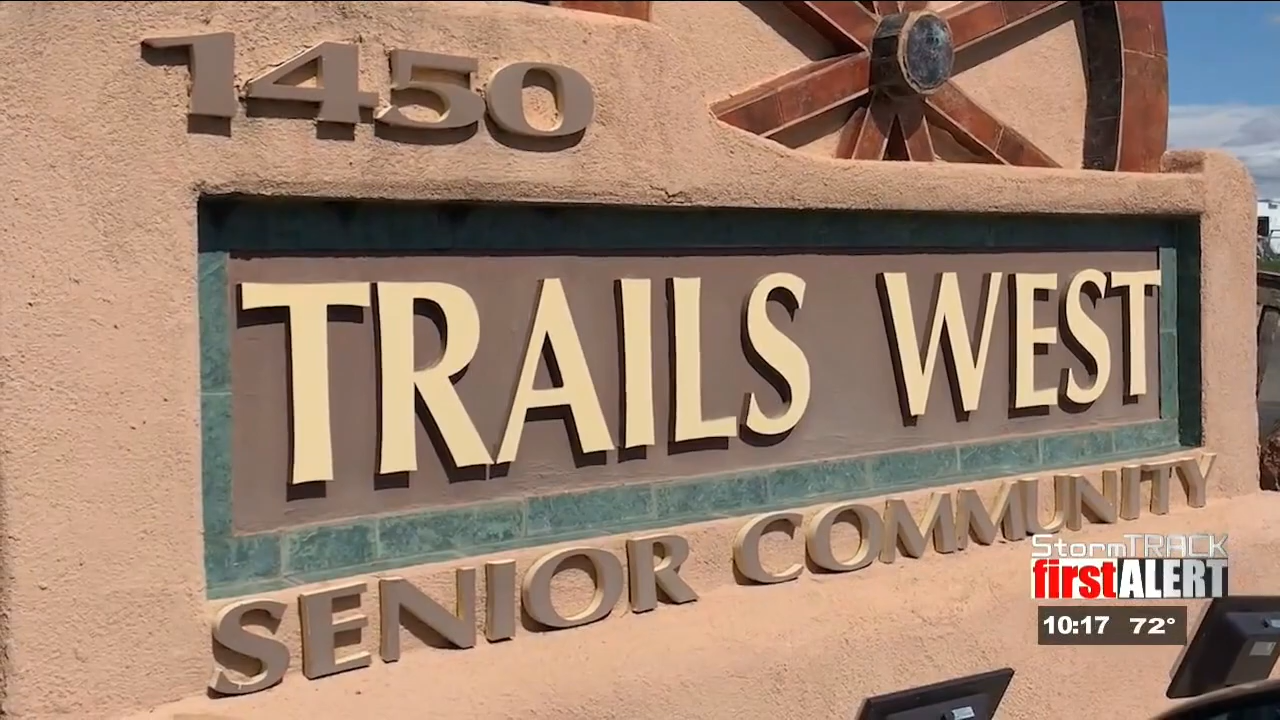 1450
TRAILS WEST
SENIOR COMMUNITY
StormTRACK
firstALERT
10:17 72°